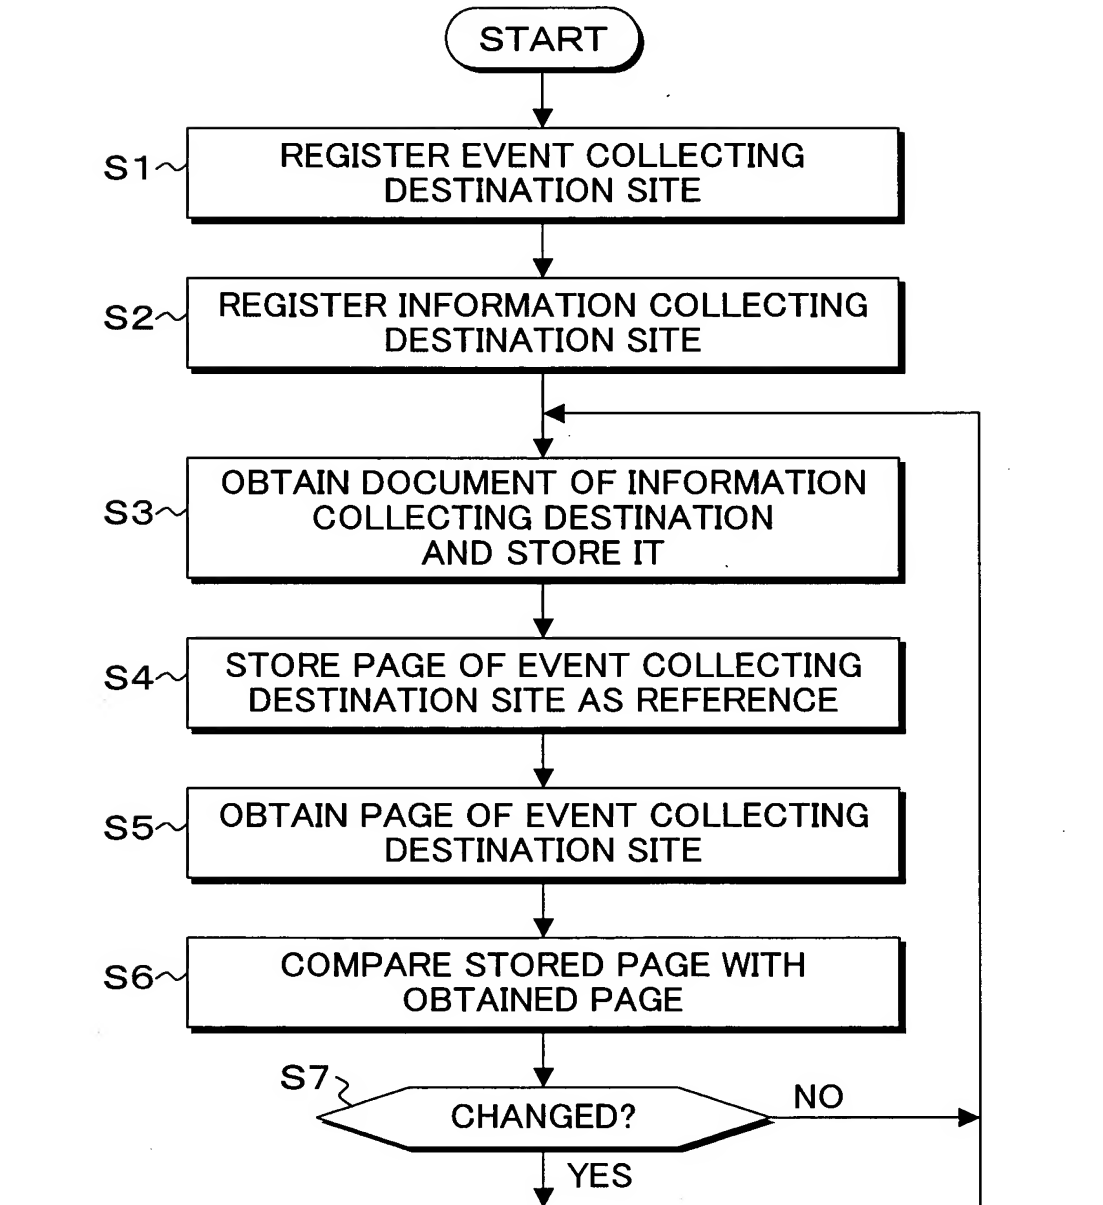 START
S1
REGISTER EVENT COLLECTING
DESTINATION SITE
S2
REGISTER INFORMATION COLLECTING
DESTINATION SITE
S3
OBTAIN DOCUMENT OF INFORMATION
COLLECTING DESTINATION
AND STORE IT
S4
STORE PAGE OF EVENT COLLECTING
DESTINATION SITE AS REFERENCE
S5
OBTAIN PAGE OF EVENT COLLECTING
DESTINATION SITE
S6
COMPARE STORED PAGE WITH
OBTAINED PAGE
S7
CHANGED?
NO
YES